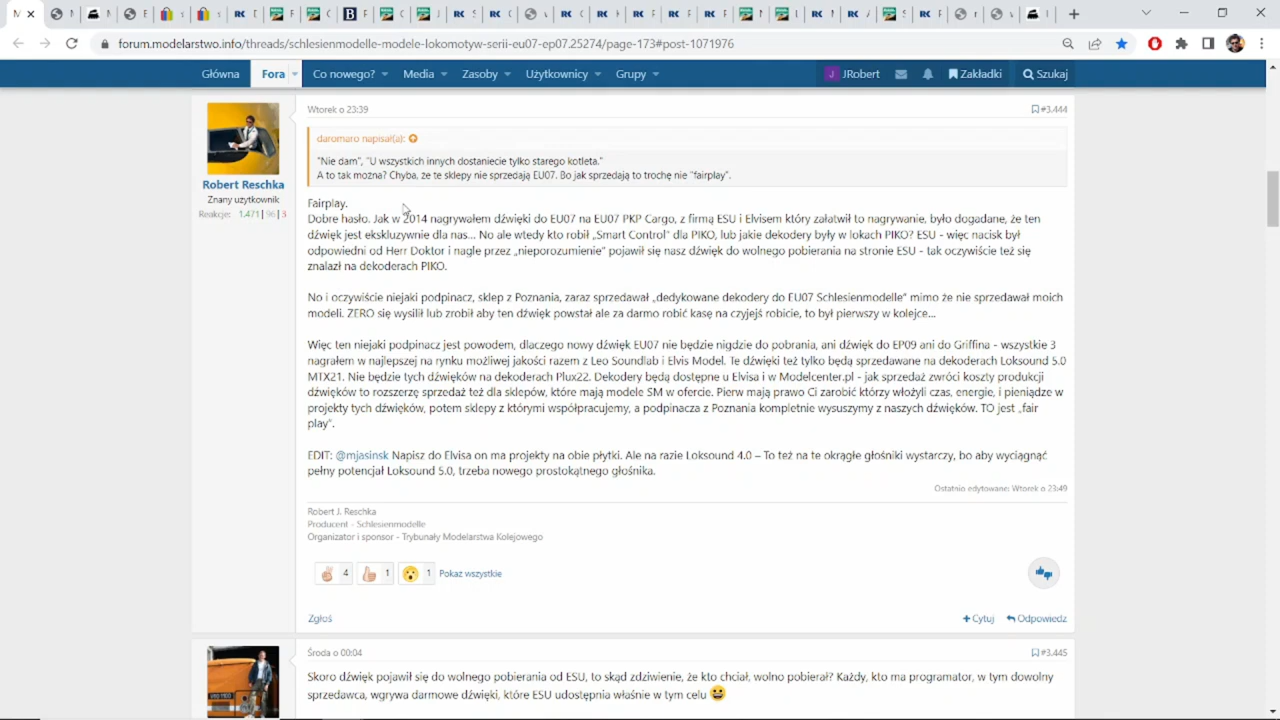 forum.modelarstwo.info/threads/schlesienmodelle-modele-lokomotyw-serii-eu07-ep07.25274/page-173#post-1071976
Główna Fora Co nowego? Media Zasoby Użytkownicy Grupy J JRobert Zakładki Szukaj
Wtorek o 23:39 #3.444
daromaro napisał(a):
"Nie dam", "U wszystkich innych dostaniecie tylko starego kotleta."
A to tak można? Chyba, że te sklepy nie sprzedają EU07. Bo jak sprzedają to trochę nie "fairplay".
Robert Reschka
Znany użytkownik
Reakcje: 1.471 | 96 | 3
Fairplay.
Dobre hasło. Jak w 2014 nagrywałem dźwięki do EU07 na EU07 PKP Cargo, z firmą ESU i Elvisem który załatwił to nagrywanie, było dogadane, że ten
dźwięk jest ekskluzywnie dla nas... No ale wtedy kto robił „Smart Control" dla PIKO, lub jakie dekodery były w lokach PIKO? ESU - więc nacisk był
odpowiedni od Herr Doktor i nagle przez „nieporozumienie" pojawił się nasz dźwięk do wolnego pobierania na stronie ESU - tak oczywiście też się
znalazł na dekoderach PIKO.
No i oczywiście niejaki podpinacz, sklep z Poznania, zaraz sprzedawał „dedykowane dekodery do EU07 Schlesienmodelle" mimo że nie sprzedawał moich
modeli. ZERO się wysilił lub zrobił aby ten dźwięk powstał ale za darmo robić kasę na czyjejś robicie, to był pierwszy w kolejce...
Więc ten niejaki podpinacz jest powodem, dlaczego nowy dźwięk EU07 nie będzie nigdzie do pobrania, ani dźwięk do EP09 ani do Griffina - wszystkie 3
nagrałem w najlepszej na rynku możliwej jakości razem z Leo Soundlab i Elvis Model. Te dźwięki też tylko będą sprzedawane na dekoderach Loksound 5.0
MTX21. Nie będzie tych dźwięków na dekoderach Plux22. Dekodery będą dostępne u Elvisa i w Modelcenter.pl - jak sprzedaż zwróci koszty produkcji
dźwięków to rozszerzę sprzedaż też dla sklepów, które mają modele SM w ofercie. Pierw mają prawo Ci zarobić którzy włożyli czas, energie, i pieniądze w
projekty tych dźwięków, potem sklepy z którymi współpracujemy, a podpinacza z Poznania kompletnie wysuszymy z naszych dźwięków. TO jest „fair
play".
EDIT: @mjasinsk Napisz do Elvisa on ma projekty na obie płytki. Ale na razie Loksound 4.0 – To też na te okrągłe głośniki wystarczy, bo aby wyciągnąć
pełny potencjał Loksound 5.0, trzeba nowego prostokątnego głośnika.
Ostatnio edytowane: Wtorek o 23:49
Robert J. Reschka
Producent - Schlesienmodelle
Organizator i sponsor - Trybunały Modelarstwa Kolejowego
4 1 1 Pokaż wszystkie
Zgłoś + Cytuj Odpowiedz
Środa o 00:04 #3.445
Skoro dźwięk pojawił się do wolnego pobierania od ESU, to skąd zdziwienie, że kto chciał, wolno pobierał? Każdy, kto ma programator, w tym dowolny
sprzedawca, wgrywa darmowe dźwięki, które ESU udostępnia właśnie w tym celu